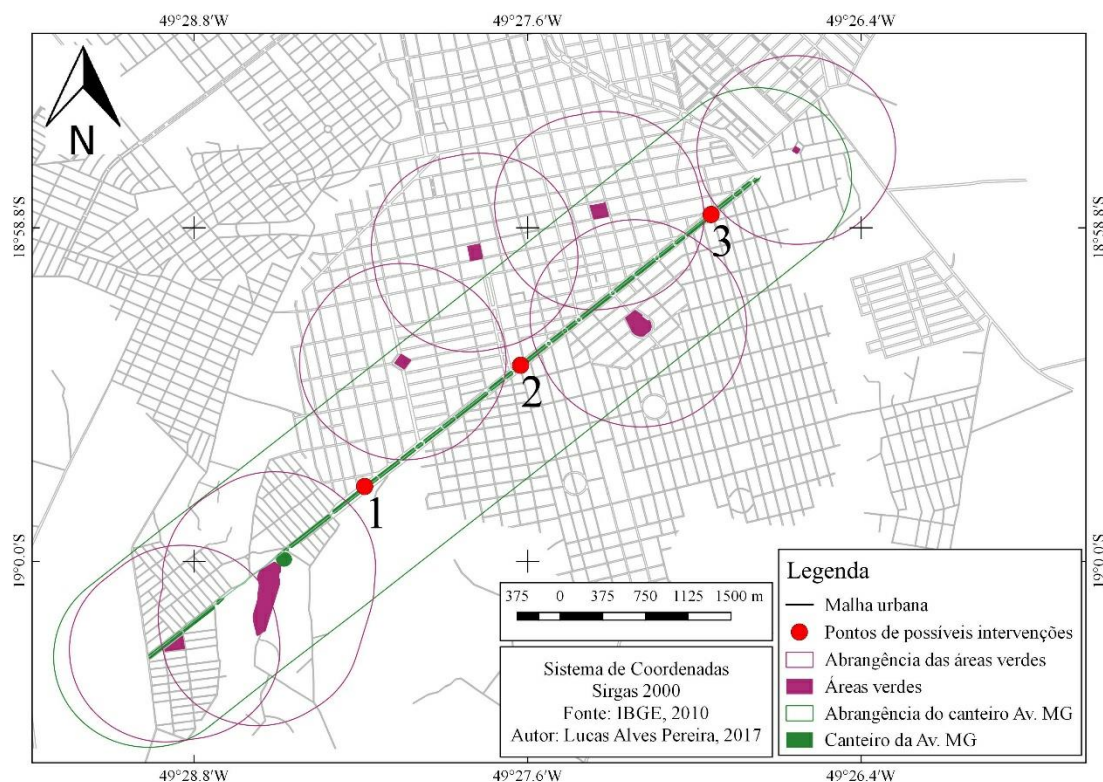 49°28.8'W 49°27.6'W 49°26.4'W
N
18°58.8'S 18°58.8'S
3
2
1
19°0.0'S 19°0.0'S
375 0 375 750 1125 1500 m
Sistema de Coordenadas
Sirgas 2000
Fonte: IBGE, 2010
Autor: Lucas Alves Pereira, 2017
Legenda
Malha urbana
Pontos de possíveis intervenções
Abrangência das áreas verdes
Áreas verdes
Abrangência do canteiro Av. MG
Canteiro da Av. MG
49°28.8'W 49°27.6'W 49°26.4'W